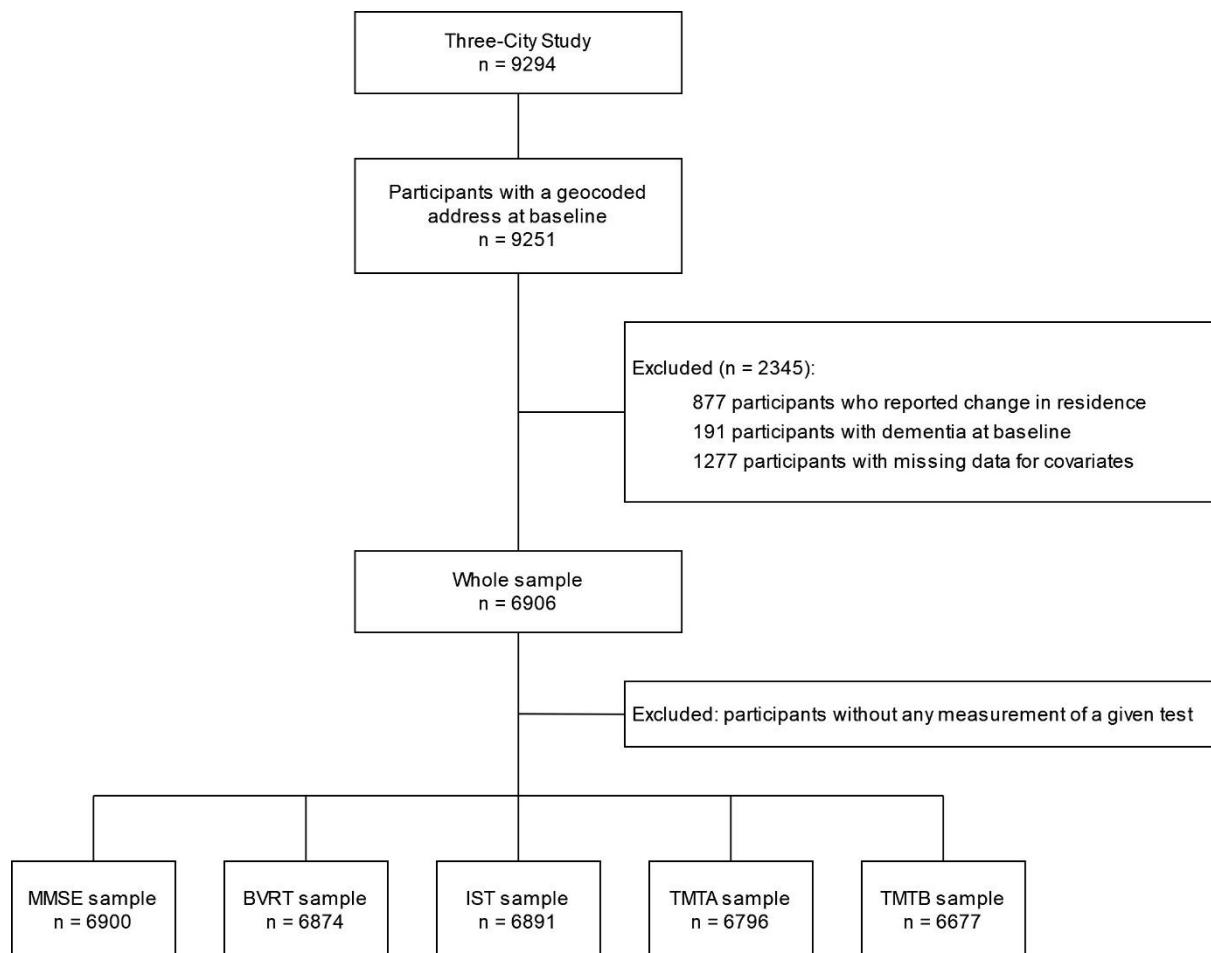 Three-City Study
n = 9294
Participants with a geocoded
address at baseline
n = 9251
Excluded (n = 2345):
877 participants who reported change in residence
191 participants with dementia at baseline
1277 participants with missing data for covariates
Whole sample
n = 6906
Excluded: participants without any measurement of a given test
MMSE sample
n = 6900
BVRT sample
n = 6874
IST sample
n = 6891
TMTA sample
n = 6796
TMTB sample
n = 6677